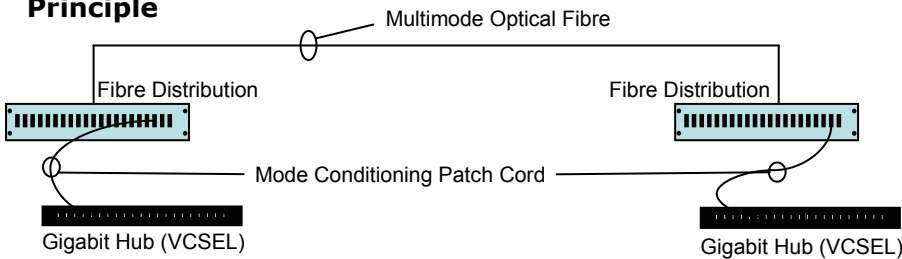 Principle
Multimode Optical Fibre
Fibre Distribution
Fibre Distribution
Mode Conditioning Patch Cord
Gigabit Hub (VCSEL)
Gigabit Hub (VCSEL)